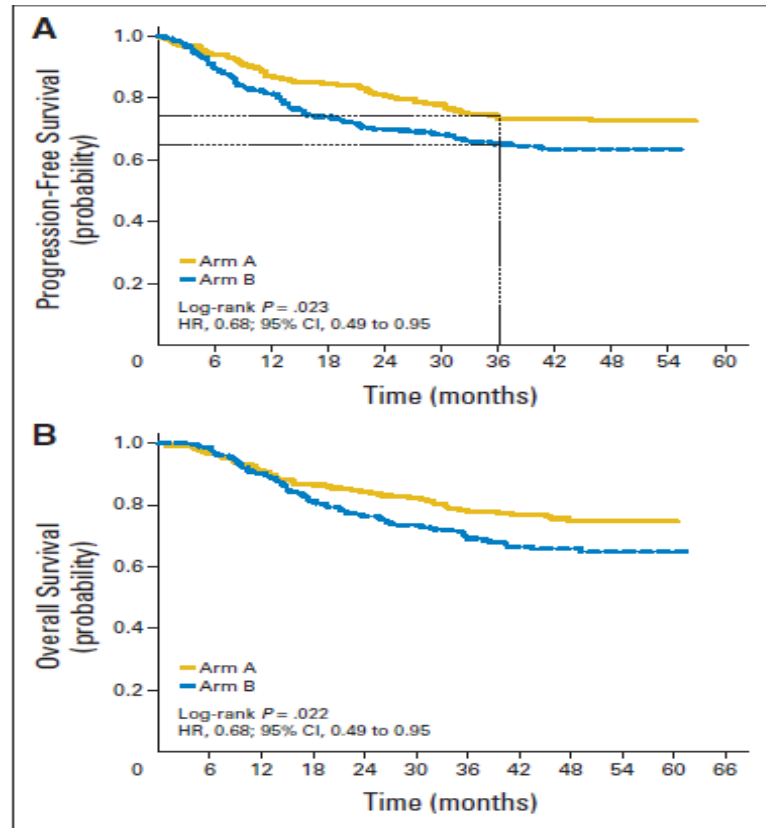 A
Progression-Free Survival
(probability)
1.0
0.8
0.6
0.4
0.2
Arm A
Arm B
Log-rank P = .023
HR, 0.68; 95% CI, 0.49 to 0.95
0 6 12 18 24 30 36 42 48 54 60
Time (months)
B
Overall Survival
(probability)
1.0
0.8
0.6
0.4
0.2
Arm A
Arm B
Log-rank P = .022
HR, 0.68; 95% CI, 0.49 to 0.95
0 6 12 18 24 30 36 42 48 54 60 66
Time (months)